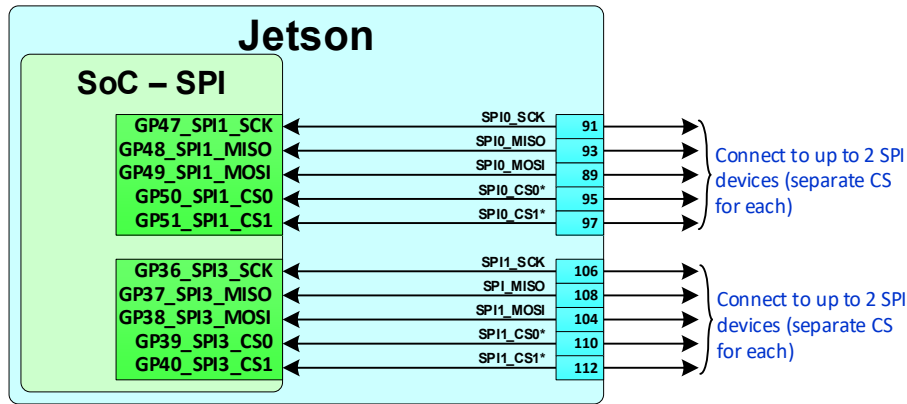 Jetson
SoC – SPI
GP47_SPI1_SCK
SPI0_SCK
91
GP48_SPI1_MISO
SPI0_MISO
93
GP49_SPI1_MOSI
SPI0_MOSI
89
GP50_SPI1_CS0
SPI0_CS0*
95
GP51_SPI1_CS1
SPI0_CS1*
97
Connect to up to 2 SPI
devices (separate CS
for each)
GP36_SPI3_SCK
SPI1_SCK
106
GP37_SPI3_MISO
SPI_MISO
108
GP38_SPI3_MOSI
SPI1_MOSI
104
GP39_SPI3_CS0
SPI1_CS0*
110
GP40_SPI3_CS1
SPI1_CS1*
112
Connect to up to 2 SPI
devices (separate CS
for each)